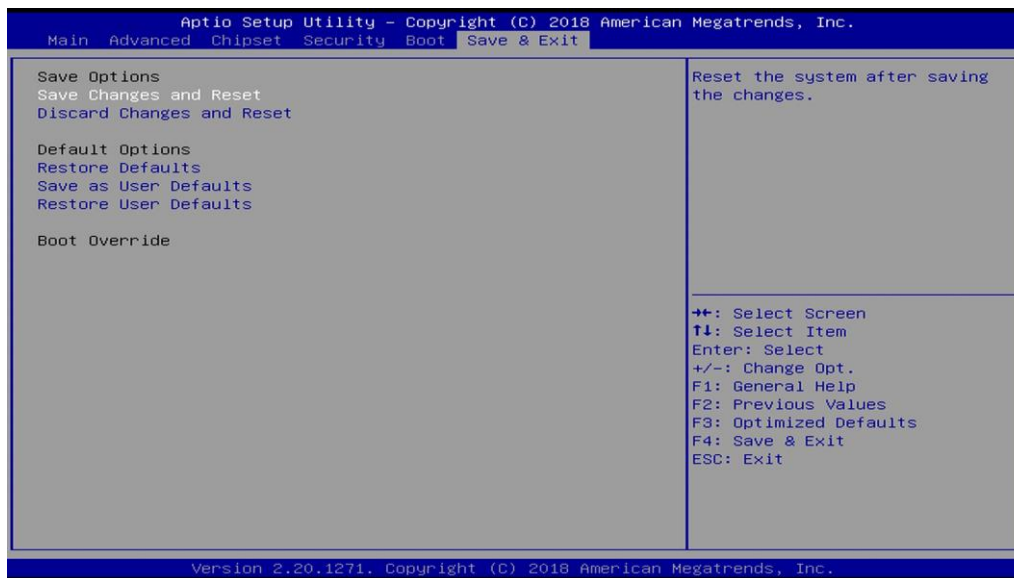 Aptio Setup Utility – Copyright (C) 2018 American Megatrends, Inc.
Main Advanced Chipset Security Boot Save & Exit
Save Options
Save Changes and Reset
Discard Changes and Reset
Default Options
Restore Defaults
Save as User Defaults
Restore User Defaults
Boot Override
Reset the system after saving
the changes.
→←: Select Screen
↑↓: Select Item
Enter: Select
+/-: Change Opt.
F1: General Help
F2: Previous Values
F3: Optimized Defaults
F4: Save & Exit
ESC: Exit
Version 2.20.1271. Copyright (C) 2018 American Megatrends, Inc.